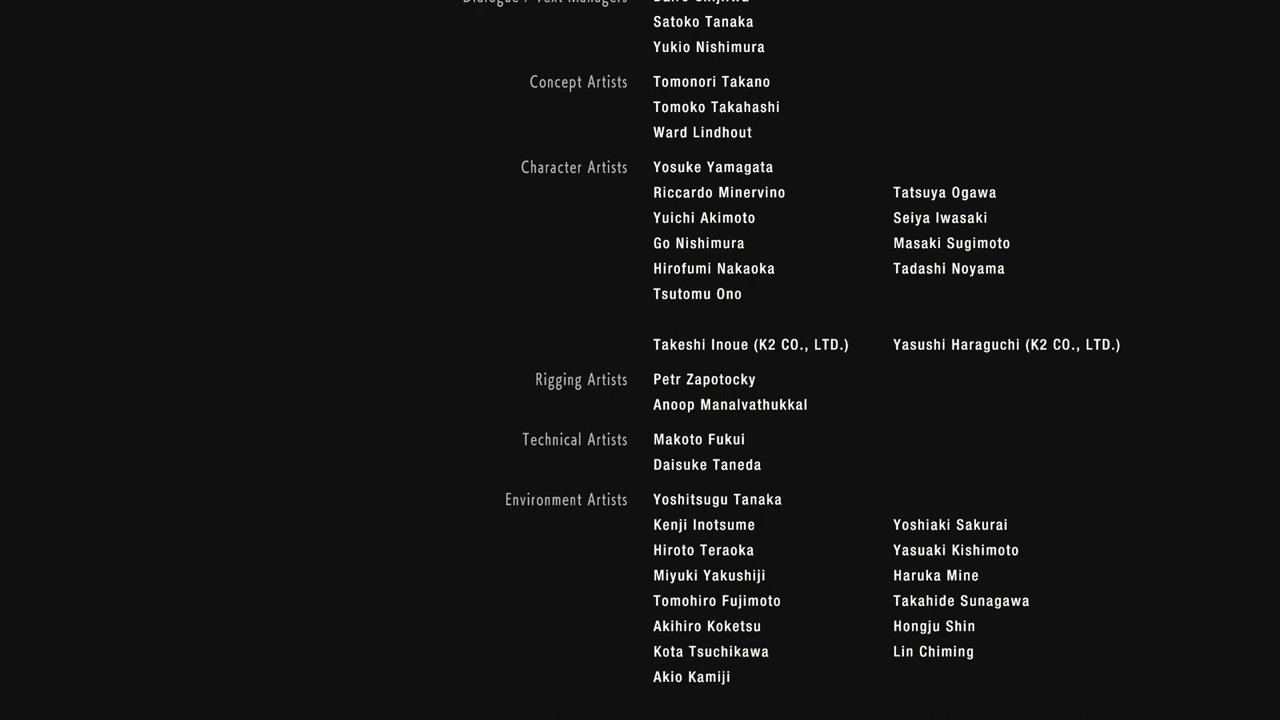 Satoko Tanaka
Yukio Nishimura
Concept Artists Tomonori Takano
Tomoko Takahashi
Ward Lindhout
Character Artists Yosuke Yamagata
Riccardo Minervino Tatsuya Ogawa
Yuichi Akimoto Seiya Iwasaki
Go Nishimura Masaki Sugimoto
Hirofumi Nakaoka Tadashi Noyama
Tsutomu Ono
Takeshi Inoue (K2 CO., LTD.) Yasushi Haraguchi (K2 CO., LTD.)
Rigging Artists Petr Zapotocky
Anoop Manalvathukkal
Technical Artists Makoto Fukui
Daisuke Taneda
Environment Artists Yoshitsugu Tanaka
Kenji Inotsume Yoshiaki Sakurai
Hiroto Teraoka Yasuaki Kishimoto
Miyuki Yakushiji Haruka Mine
Tomohiro Fujimoto Takahide Sunagawa
Akihiro Koketsu Hongju Shin
Kota Tsuchikawa Lin Chiming
Akio Kamiji